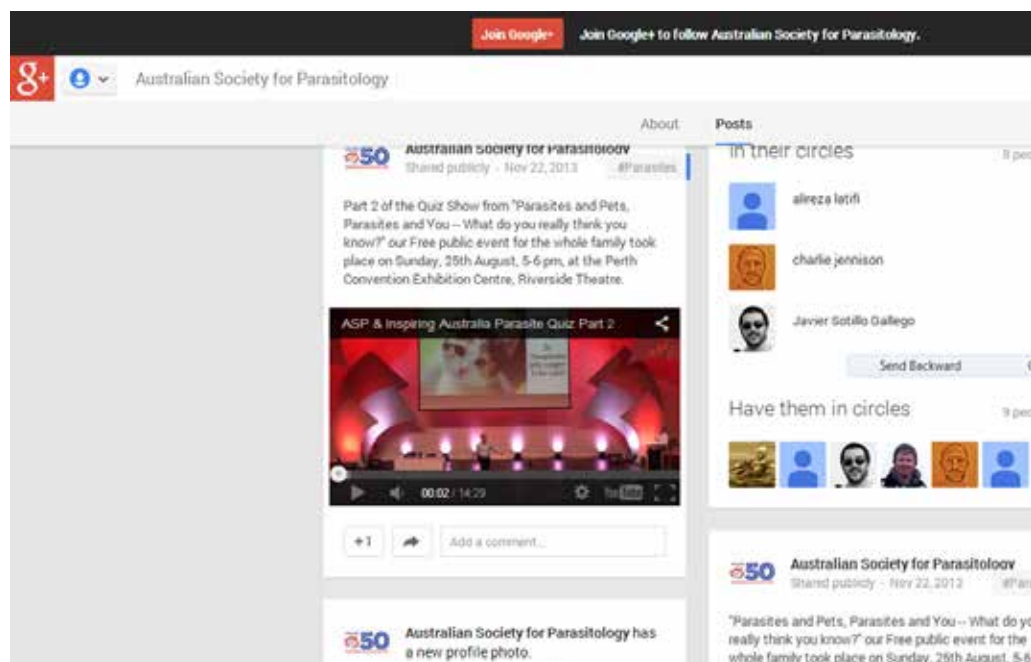 Join Google+
Join Google+ to follow Australian Society for Parasitology.
g+
Australian Society for Parasitology
About
Posts
50
Australian Society for Parasitology
Shared publicly - Nov 22, 2013
#Parasites
Part 2 of the Quiz Show from "Parasites and Pets,
Parasites and You -- What do you really think you
know?" our Free public event for the whole family took
place on Sunday, 25th August, 5-6 pm, at the Perth
Convention Exhibition Centre, Riverside Theatre.
ASP & Inspiring Australia Parasite Quiz Part 2
00:02 / 14:29
YouTube
+1
Add a comment...
50
Australian Society for Parasitology has
a new profile photo.
In their circles
alireza latifi
charlie jennison
Javier Sotillo Gallego
Send Backward
Have them in circles
50
Australian Society for Parasitology
Shared publicly - Nov 22, 2013
"Parasites and Pets, Parasites and You -- What do yo
really think you know?" our Free public event for the
whole family took place on Sunday, 25th August, 5-6